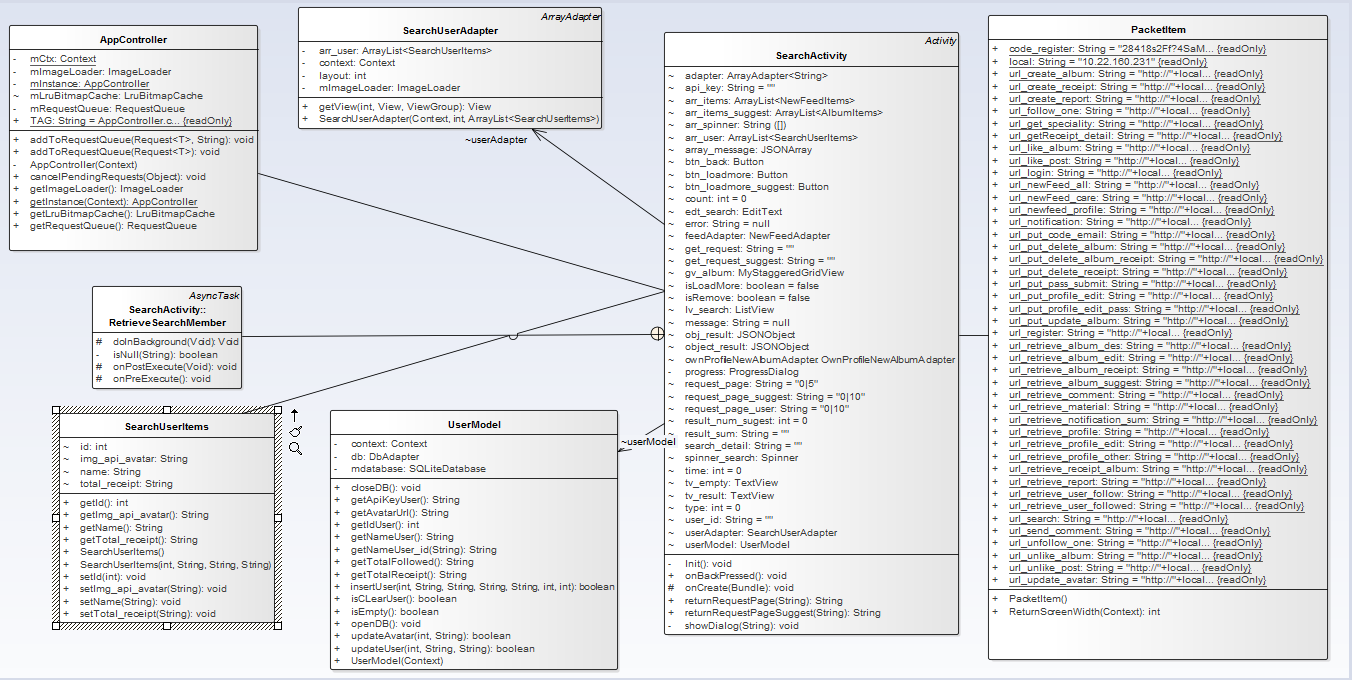 AppController
- mCtx: Context
- mImageLoader: ImageLoader
- mInstance: AppController
~ mLruBitmapCache: LruBitmapCache
- mRequestQueue: RequestQueue
+ TAG: String = AppController.c... {readOnly}
+ addToRequestQueue(Request<T>, String): void
+ addToRequestQueue(Request<T>): void
- AppController(Context)
+ cancelPendingRequests(Object): void
+ getImageLoader(): ImageLoader
+ getInstance(Context): AppController
+ getLruBitmapCache(): LruBitmapCache
+ getRequestQueue(): RequestQueue
ArrayAdapter
SearchUserAdapter
- arr_user: ArrayList<SearchUserItems>
- context: Context
- layout: int
- mImageLoader: ImageLoader
+ getView(int, View, ViewGroup): View
+ SearchUserAdapter(Context, int, ArrayList<SearchUserItems>)
~userAdapter
AsyncTask
SearchActivity::
RetrieveSearchMember
# doInBackground(Void): Void
- isNull(String): boolean
# onPostExecute(Void): void
# onPreExecute(): void
SearchUserItems
~ id: int
~ img_api_avatar: String
~ name: String
~ total_receipt: String
+ getId(): int
+ getImg_api_avatar(): String
+ getName(): String
+ getTotal_receipt(): String
+ SearchUserItems()
+ SearchUserItems(int, String, String, String)
+ setId(int): void
+ setImg_api_avatar(String): void
+ setName(String): void
+ setTotal_receipt(String): void
UserModel
- context: Context
- db: DbAdapter
- mdatabase: SQLiteDatabase
+ closeDB(): void
+ getApiKeyUser(): String
+ getAvatarUrl(): String
+ getIdUser(): int
+ getNameUser(): String
+ getNameUser_id(String): String
+ getTotalFollowed(): String
+ getTotalReceipt(): String
+ insertUser(int, String, String, String, String, int, int): boolean
+ isCLearUser(): boolean
+ isEmpty(): boolean
+ openDB(): void
+ updateAvatar(int, String): boolean
+ updateUser(int, String, String): boolean
+ UserModel(Context)
~userModel
Activity
SearchActivity
~ adapter: ArrayAdapter<String>
~ api_key: String = ""
~ arr_items: ArrayList<NewFeedItems>
~ arr_items_suggest: ArrayList<AlbumItems>
~ arr_spinner: String ([])
~ arr_user: ArrayList<SearchUserItems>
~ array_message: JSONArray
~ btn_back: Button
~ btn_loadmore: Button
~ btn_loadmore_suggest: Button
~ count: int = 0
~ edt_search: EditText
~ error: String = null
~ feedAdapter: NewFeedAdapter
~ get_request: String = ""
~ get_request_suggest: String = ""
~ gv_album: MyStaggeredGridView
~ isLoadMore: boolean = false
~ isRemove: boolean = false
~ lv_search: ListView
~ message: String = null
~ obj_result: JSONObject
~ object_result: JSONObject
~ ownProfileNewAlbumAdapter: OwnProfileNewAlbumAdapter
- progress: ProgressDialog
~ request_page: String = "0|5"
~ request_page_suggest: String = "0|10"
~ request_page_user: String = "0|10"
~ result_num_sugest: int = 0
~ result_sum: String = ""
~ search_detail: String = ""
~ spinner_search: Spinner
~ time: int = 0
~ tv_empty: TextView
~ tv_result: TextView
~ type: int = 0
~ user_id: String = ""
~ userAdapter: SearchUserAdapter
~ userModel: UserModel
- Init(): void
+ onBackPressed(): void
# onCreate(Bundle): void
+ returnRequestPage(String): String
+ returnRequestPageSuggest(String): String
- showDialog(String): void
PacketItem
+ code_register: String = "28418s2Ff?4SaM... {readOnly}
+ local: String = "10.22.160.231" {readOnly}
+ url_create_album: String = "http://"+local... {readOnly}
+ url_create_receipt: String = "http://"+local... {readOnly}
+ url_create_report: String = "http://"+local... {readOnly}
+ url_follow_one: String = "http://"+local... {readOnly}
+ url_get_speciality: String = "http://"+local... {readOnly}
+ url_getReceipt_detail: String = "http://"+local... {readOnly}
+ url_like_album: String = "http://"+local... {readOnly}
+ url_like_post: String = "http://"+local... {readOnly}
+ url_login: String = "http://"+local... {readOnly}
+ url_newFeed_all: String = "http://"+local... {readOnly}
+ url_newFeed_care: String = "http://"+local... {readOnly}
+ url_newfeed_profile: String = "http://"+local... {readOnly}
+ url_notification: String = "http://"+local... {readOnly}
+ url_put_code_email: String = "http://"+local... {readOnly}
+ url_put_delete_album: String = "http://"+local... {readOnly}
+ url_put_delete_album_receipt: String = "http://"+local... {readOnly}
+ url_put_delete_receipt: String = "http://"+local... {readOnly}
+ url_put_pass_submit: String = "http://"+local... {readOnly}
+ url_put_profile_edit: String = "http://"+local... {readOnly}
+ url_put_profile_edit_pass: String = "http://"+local... {readOnly}
+ url_put_update_album: String = "http://"+local... {readOnly}
+ url_register: String = "http://"+local... {readOnly}
+ url_retrieve_album_des: String = "http://"+local... {readOnly}
+ url_retrieve_album_edit: String = "http://"+local... {readOnly}
+ url_retrieve_album_receipt: String = "http://"+local... {readOnly}
+ url_retrieve_album_suggest: String = "http://"+local... {readOnly}
+ url_retrieve_comment: String = "http://"+local... {readOnly}
+ url_retrieve_material: String = "http://"+local... {readOnly}
+ url_retrieve_notification_sum: String = "http://"+local... {readOnly}
+ url_retrieve_profile: String = "http://"+local... {readOnly}
+ url_retrieve_profile_edit: String = "http://"+local... {readOnly}
+ url_retrieve_profile_other: String = "http://"+local... {readOnly}
+ url_retrieve_receipt_album: String = "http://"+local... {readOnly}
+ url_retrieve_report: String = "http://"+local... {readOnly}
+ url_retrieve_user_follow: String = "http://"+local... {readOnly}
+ url_retrieve_user_followed: String = "http://"+local... {readOnly}
+ url_search: String = "http://"+local... {readOnly}
+ url_send_comment: String = "http://"+local... {readOnly}
+ url_unfollow_one: String = "http://"+local... {readOnly}
+ url_unlike_album: String = "http://"+local... {readOnly}
+ url_unlike_post: String = "http://"+local... {readOnly}
+ url_update_avatar: String = "http://"+local... {readOnly}
+ PacketItem()
+ ReturnScreenWidth(Context): int